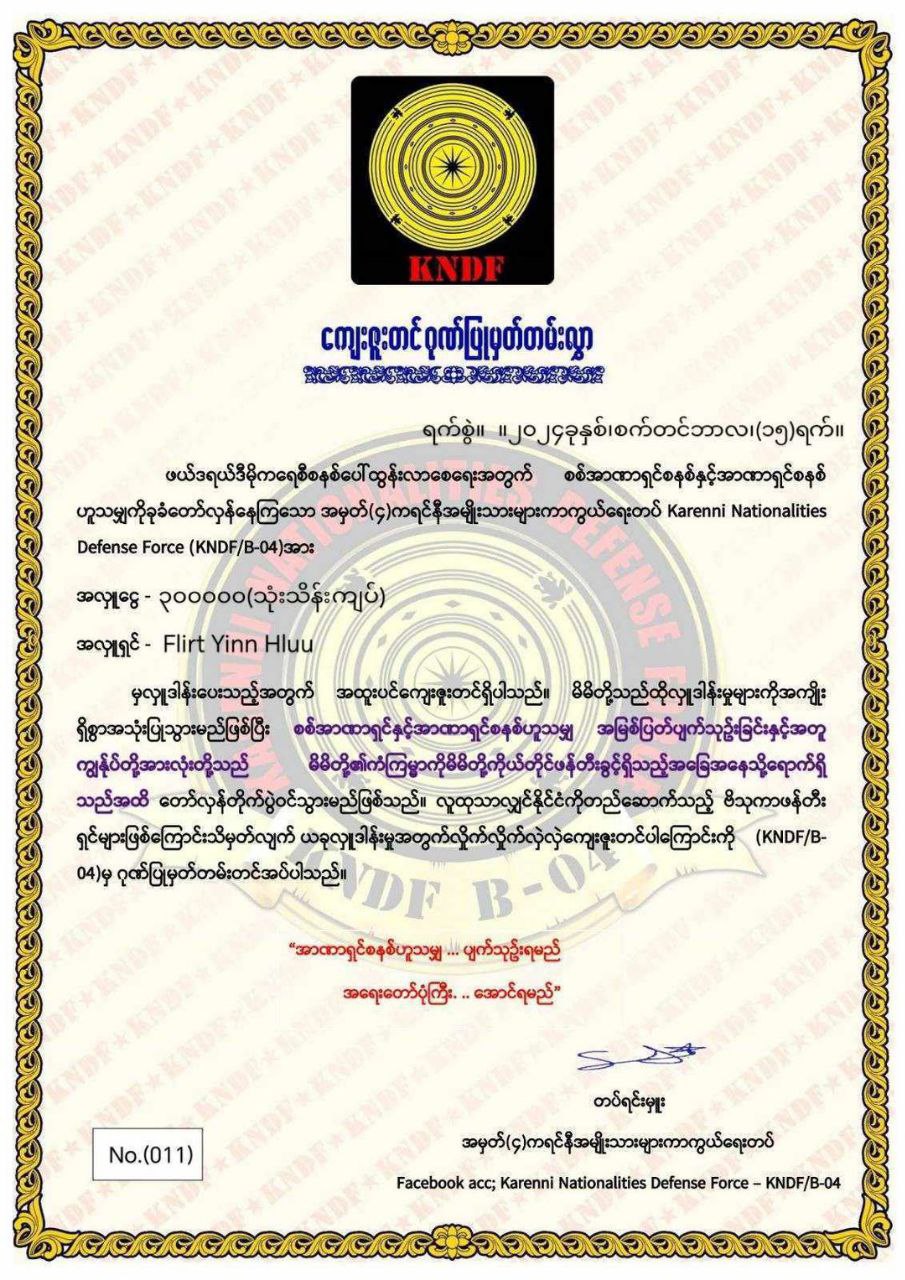 KNDF
ကျေးဇူးတင်ဂုဏ်ပြုမှတ်တမ်းလွှာ
ရက်စွဲ။ ။၂၀၂၄ခုနှစ်၊စက်တင်ဘာလ၊(၁၅)ရက်။
ဖယ်ဒရယ်ဒီမိုကရေစီစနစ်ပေါ်ထွန်းလာစေရေးအတွက် စစ်အာဏာရှင်စနစ်နှင့်အာဏာရှင်စနစ်
ဟူသမျှကိုခုခံတော်လှန်နေကြသော အမှတ်(၄)ကရင်နီအမျိုးသားများကာကွယ်ရေးတပ် Karenni Nationalities
Defense Force (KNDF/B-04)အား
အလှူငွေ - ၃၀၀၀၀၀(သုံးသိန်းကျပ်)
အလှူရှင် - Flirt Yinn Hluu
မှလှူဒါန်းပေးသည့်အတွက် အထူးပင်ကျေးဇူးတင်ရှိပါသည်။ မိမိတို့သည်ထိုလှူဒါန်းမှုများကိုအကျိုး
ရှိစွာအသုံးပြုသွားမည်ဖြစ်ပြီး စစ်အာဏာရှင်နှင့်အာဏာရှင်စနစ်ဟူသမျှ အမြစ်ပြတ်ပျက်သုဉ်းခြင်းနှင့်အတူ
ကျွန်ုပ်တို့အားလုံးတို့သည် မိမိတို့၏ကံကြမ္မာကိုမိမိတို့ကိုယ်တိုင်ဖန်တီးခွင့်ရှိသည့်အခြေအနေသို့ရောက်ရှိ
သည်အထိ တော်လှန်တိုက်ပွဲဝင်သွားမည်ဖြစ်သည်။ လူထုသာလျှင်နိုင်ငံကိုတည်ဆောက်သည့် ဗိသုကာဖန်တီး
ရှင်များဖြစ်ကြောင်းသိမှတ်လျက် ယခုလှူဒါန်းမှုအတွက်လှိုက်လှိုက်လှဲလှဲကျေးဇူးတင်ပါကြောင်းကို (KNDF/B-
04)မှ ဂုဏ်ပြုမှတ်တမ်းတင်အပ်ပါသည်။
KARENNI NATIONALITIES DEFENSE FORCE
KNDF B-04
“အာဏာရှင်စနစ်ဟူသမျှ ... ပျက်သုဉ်းရမည်
အရေးတော်ပုံကြီး. .. အောင်ရမည်”
တပ်ရင်းမှူး
No.(011)
အမှတ်(၄)ကရင်နီအမျိုးသားများကာကွယ်ရေးတပ်
Facebook acc; Karenni Nationalities Defense Force – KNDF/B-04